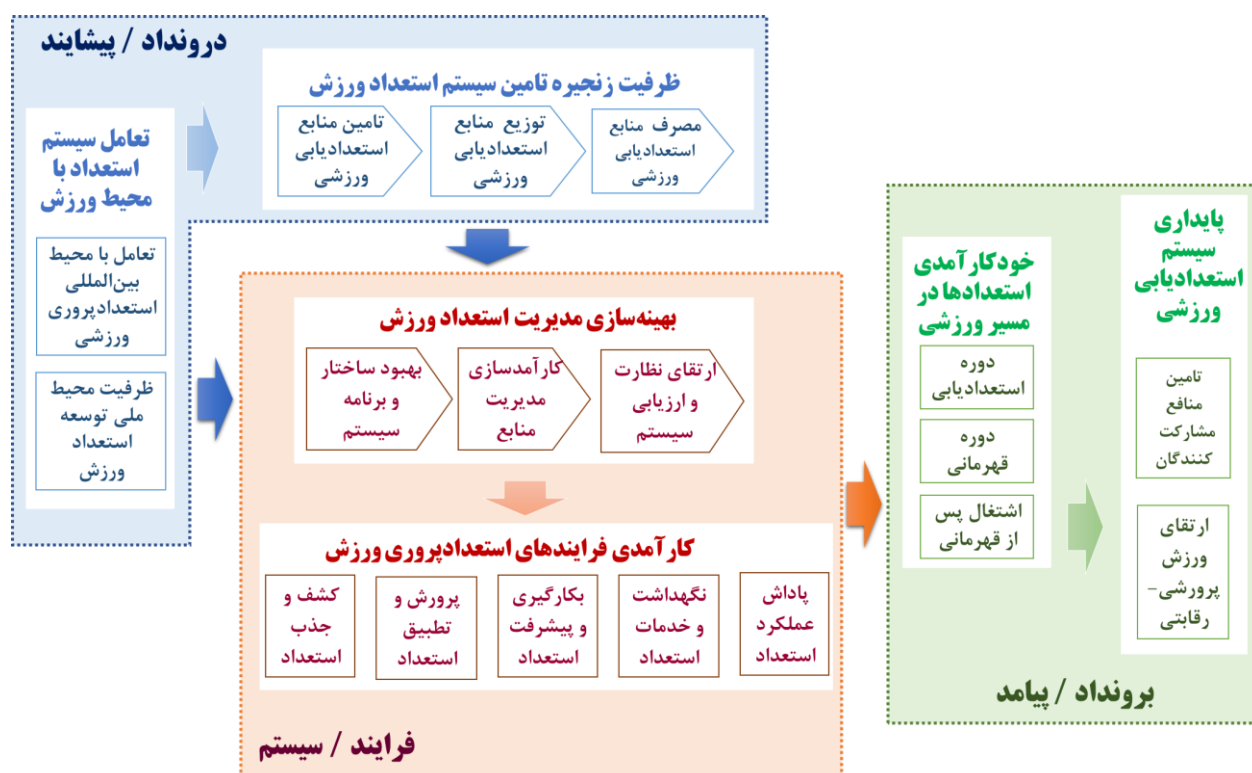 درونداد / پیشایند
تعامل سیستم
استعداد با
محیط ورزش
تعامل با محیط
بین‌المللی
استعدادپروری
ورزشی
ظرفیت محیط
ملی توسعه
استعداد
ورزش
ظرفیت زنجیره تامین سیستم استعداد ورزش
تامین منابع
استعدادیابی
ورزشی
توزیع منابع
استعدادیابی
ورزشی
مصرف منابع
استعدادیابی
ورزشی
بهینه‌سازی مدیریت استعداد ورزش
بهبود ساختار
و برنامه
سیستم
کارآمدسازی
مدیریت
منابع
ارتقای نظارت
و ارزیابی
سیستم
کارآمدی فرایندهای استعدادپروری ورزش
کشف و
جذب
استعداد
پرورش و
تطبیق
استعداد
بکارگیری
و پیشرفت
استعداد
نگهداشت
و خدمات
استعداد
پاداش
عملکرد
استعداد
فرایند / سیستم
خودکارآمدی
استعدادها در
مسیر ورزشی
دوره
استعدادیابی
دوره
قهرمانی
اشتغال پس
از قهرمانی
پایداری
سیستم
استعدادیابی
ورزشی
تامین
منافع
مشارکت
کنندگان
ارتقای
ورزش
پرورشی-
رقابتی
برونداد / پیامد